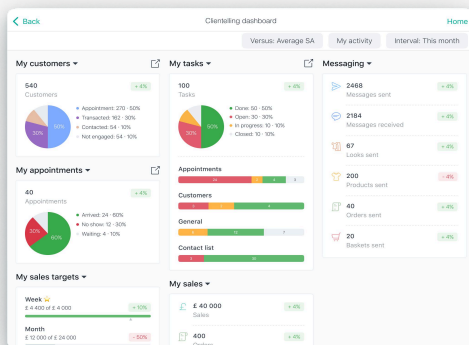 Back
Clientelling dashboard
Home
Versus: Average SA
My activity
Interval: This month
My customers
540
+ 4%
Customers
50%
30%
Appointment: 270 - 50%
Transacted: 162 - 30%
Contacted: 54 - 10%
Not engaged: 54 - 10%
My appointments
40
+ 4%
Appointments
30%
60%
Arrived: 24 - 60%
No show: 12 - 30%
Waiting: 4 - 10%
My sales targets
Week
£ 4 400 of £ 4 000
+ 10%
Month
£ 12 000 of £ 24 000
- 50%
My tasks
100
+ 4%
Tasks
50%
30%
Done: 50 - 50%
Open: 30 - 30%
In progress: 10 - 10%
Closed: 10 - 10%
Appointments
Customers
General
Contact list
My sales
£ 40 000
+ 4%
Sales
400
+ 4%
Messaging
2468
+ 4%
Messages sent
2184
+ 4%
Messages received
67
+ 4%
Looks sent
200
- 4%
Products sent
40
+ 4%
Orders sent
20
+ 4%
Baskets sent